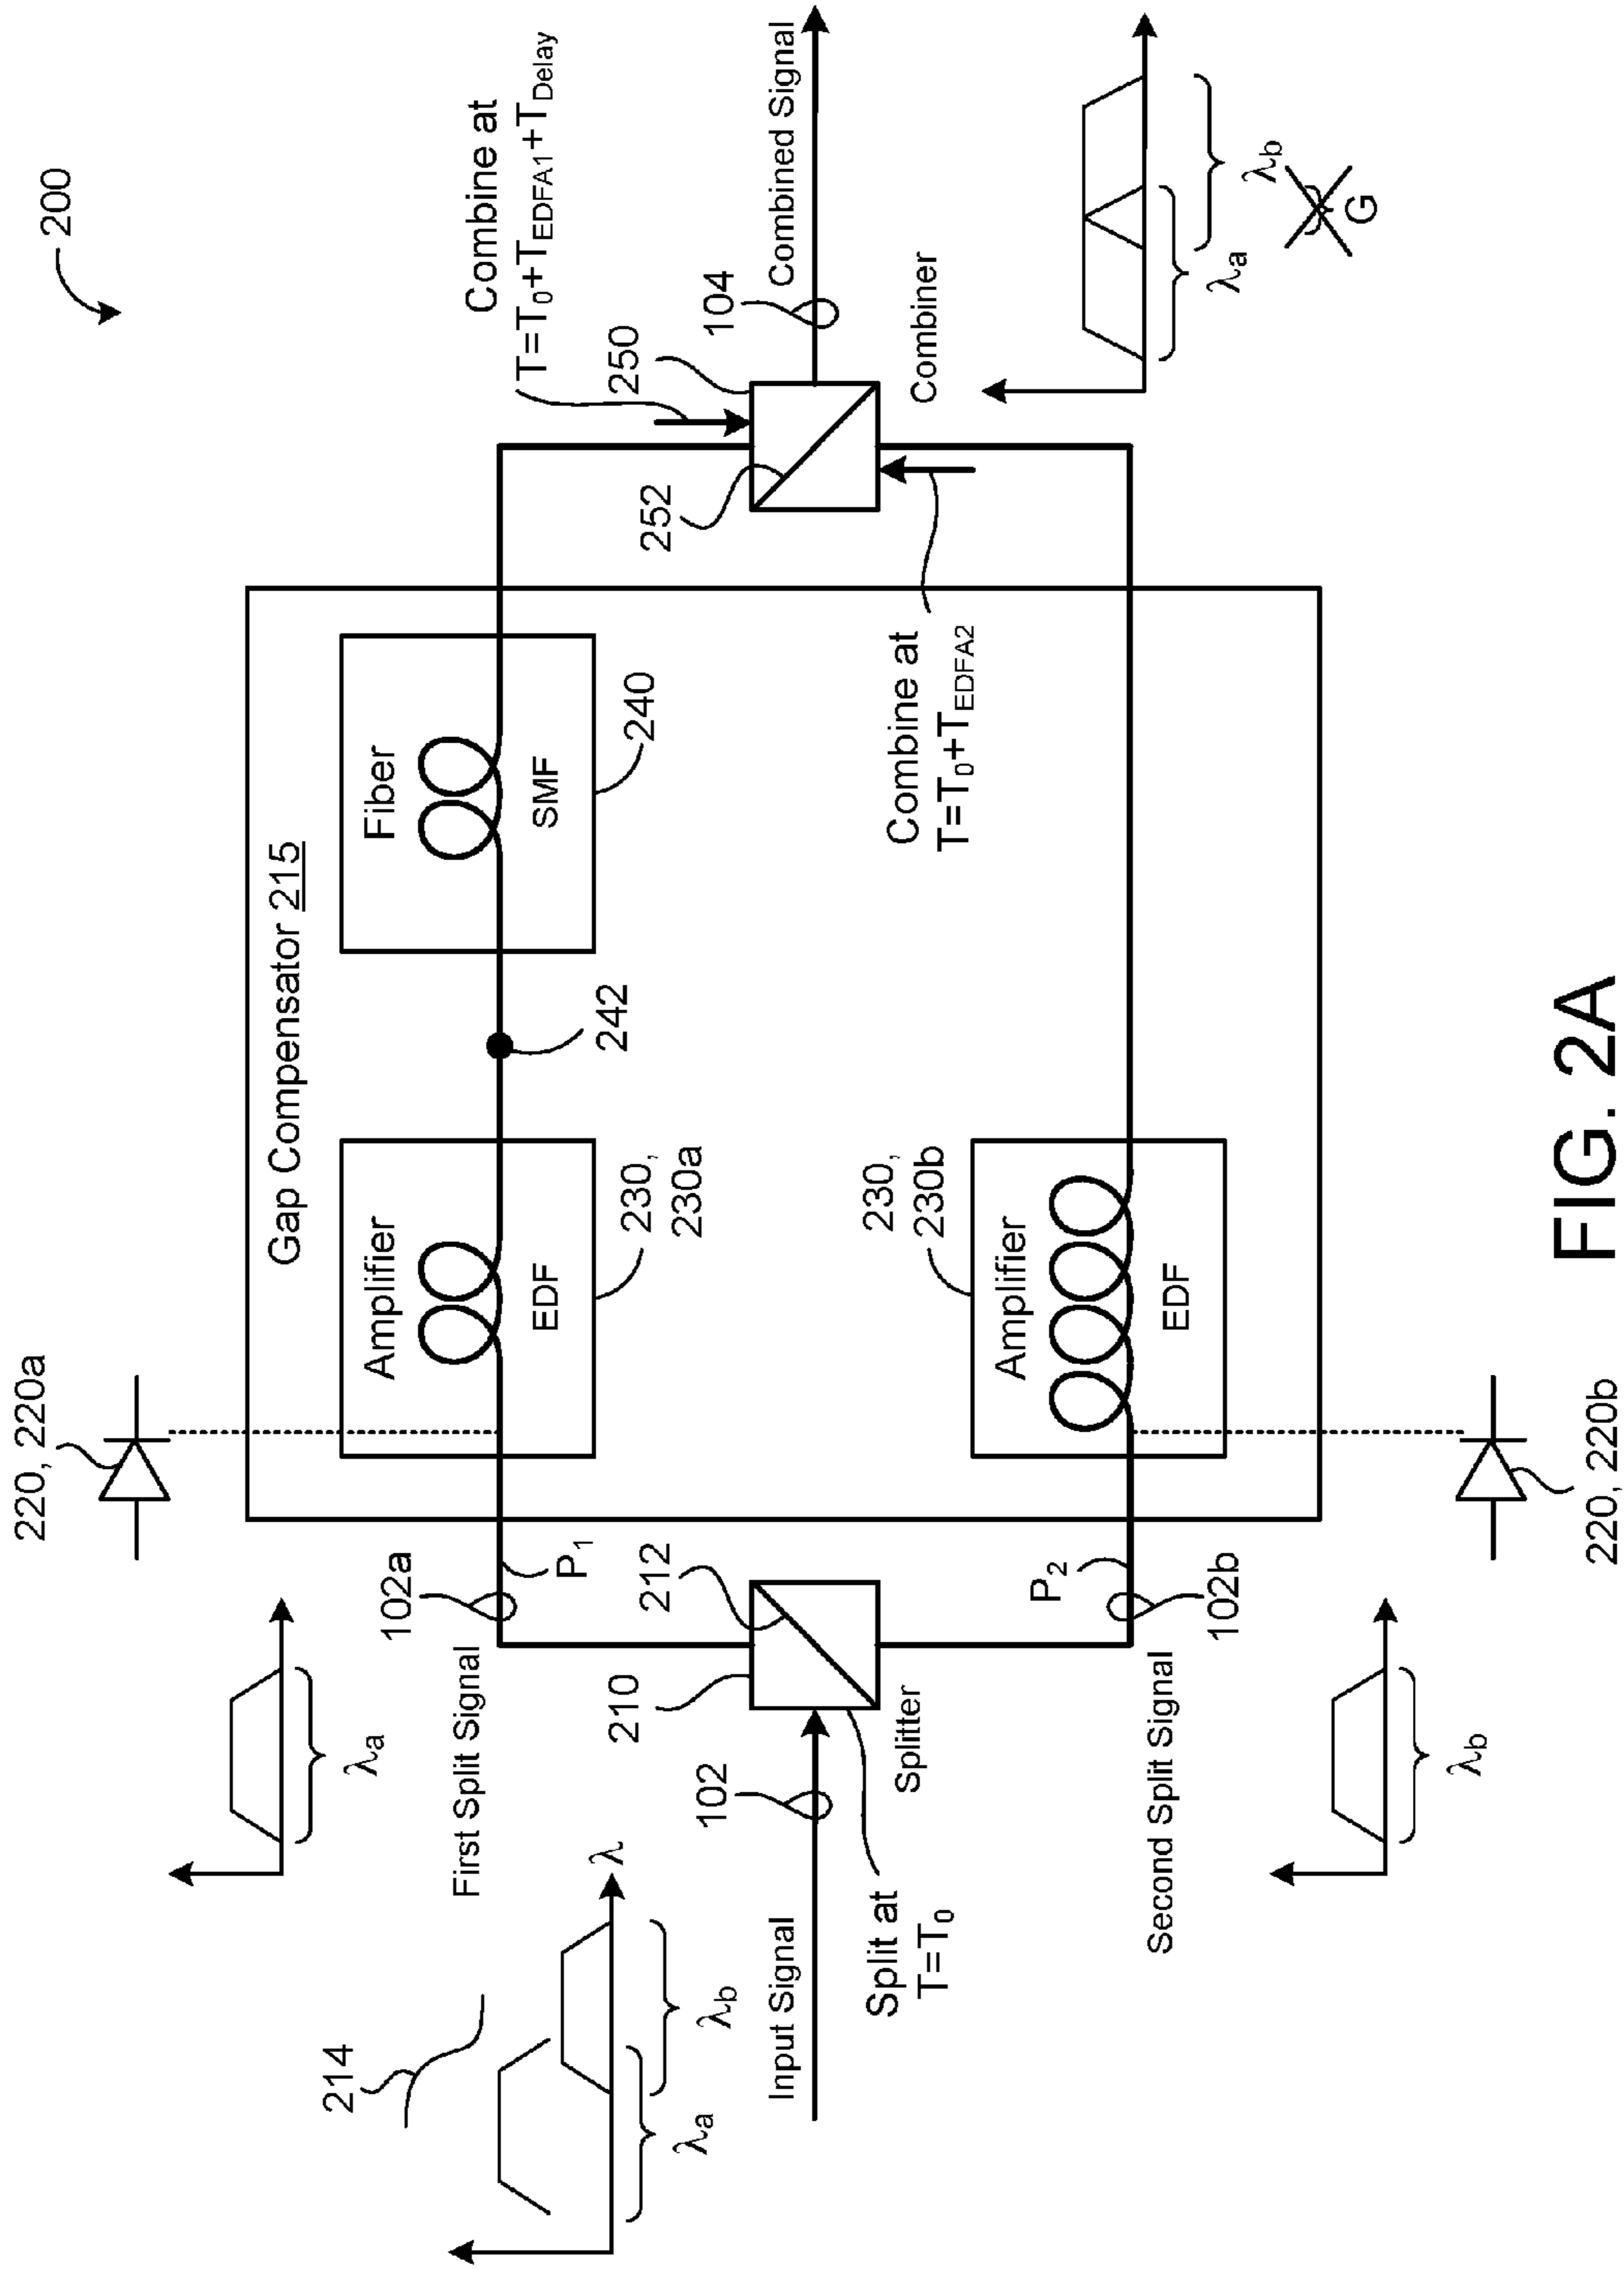 200
220, 220a
Gap Compensator 215
λa
First Split Signal
102a
P1
Amplifier
EDF
230,
230a
242
Fiber
SMF
240
Combine at
T=T0+TEDFA1+TDelay
250
252
104
Combined Signal
Combiner
214
λ
λa
λb
Input Signal
102
210
212
Splitter
Split at
T=T0
Combine at
T=T0+TEDFA2
Second Split Signal
102b
P2
230,
230b
Amplifier
EDF
λb
220, 220b
λa
λb
G
FIG. 2A